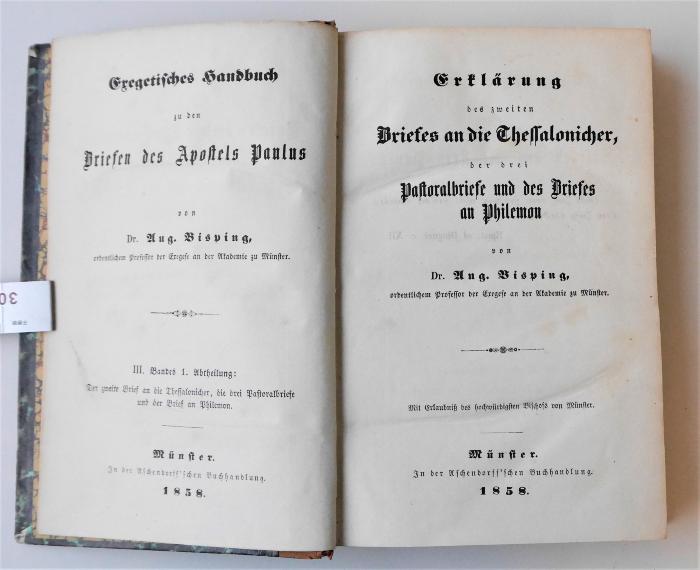 Exegetisches Handbuch
zu den
Briefen des Apostels Paulus
von
Dr. Aug. Bisping,
ordentlichem Professor der Exegese an der Akademie zu Münster.
III. Bandes 1. Abtheilung:
Der zweite Brief an die Thessalonicher, die drei Pastoralbriefe
und der Brief an Philemon.
Münster.
In der Aschendorff'schen Buchhandlung.
1858.
Erklärung
des zweiten
Briefes an die Thessalonicher,
der drei
Pastoralbriefe und des Briefes
an Philemon
von
Dr. Aug. Bisping,
ordentlichem Professor der Exegese an der Akademie zu Münster.
Mit Erlaubniß des hochwürdigsten Bischofs von Münster.
Münster.
In der Aschendorff'schen Buchhandlung.
1858.
30